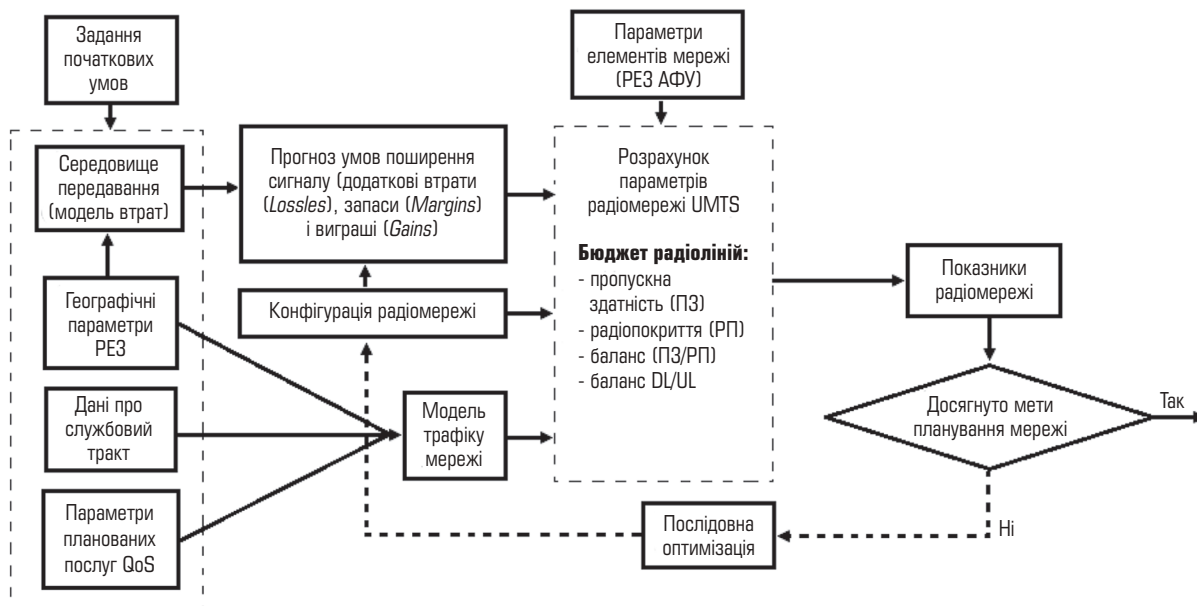 Задання
початкових
умов
Середовище
передавання
(модель втрат)
Географічні
параметри
РЕЗ
Дані про
службовий
тракт
Параметри
планованих
послуг QoS
Прогноз умов поширення
сигналу (додаткові втрати
(Lossles), запаси (Margins)
і виграші (Gains)
Конфігурація радіомережі
Модель
трафіку
мережі
Параметри
елементів мережі
(РЕЗ АФУ)
Розрахунок
параметрів
радіомережі UMTS
Бюджет радіоліній:
- пропускна
здатність (ПЗ)
- радіопокриття (РП)
- баланс (ПЗ/РП)
- баланс DL/UL
Послідовна
оптимізація
Показники
радіомережі
Досягнуто мети
планування мережі
Так
Ні